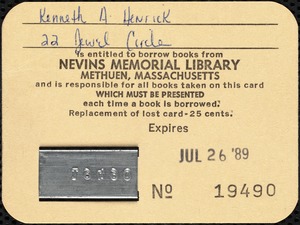 Kenneth A Henrick
22 Jewel Circle
is entitled to borrow books from
NEVINS MEMORIAL LIBRARY
METHUEN, MASSACHUSETTS
and is responsible for all books taken on this card
WHICH MUST BE PRESENTED
each time a book is borrowed.
Replacement of lost card-25 cents.
Expires
JUL 26 '89
No 19490